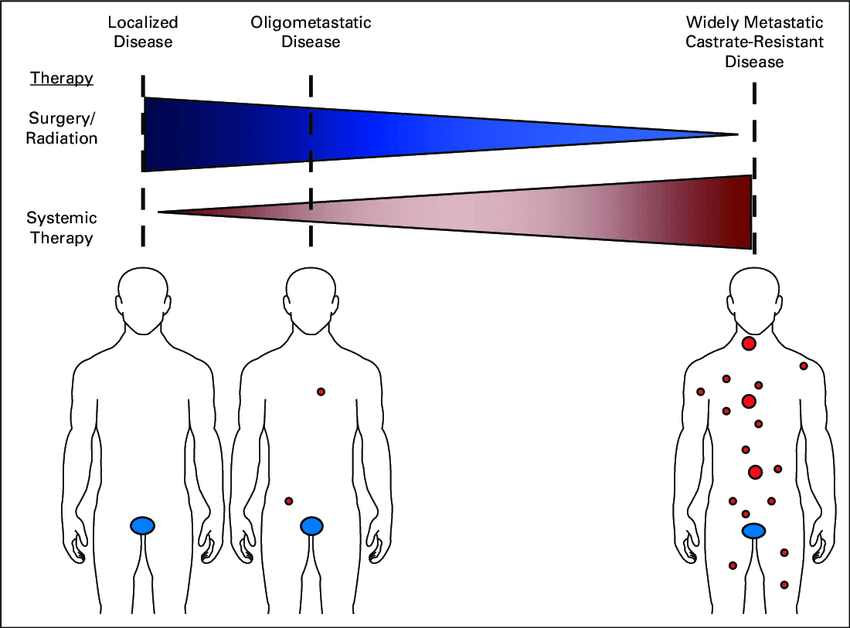 Localized
Disease
Oligometastatic
Disease
Widely Metastatic
Castrate-Resistant
Disease
Therapy
Surgery/
Radiation
Systemic
Therapy